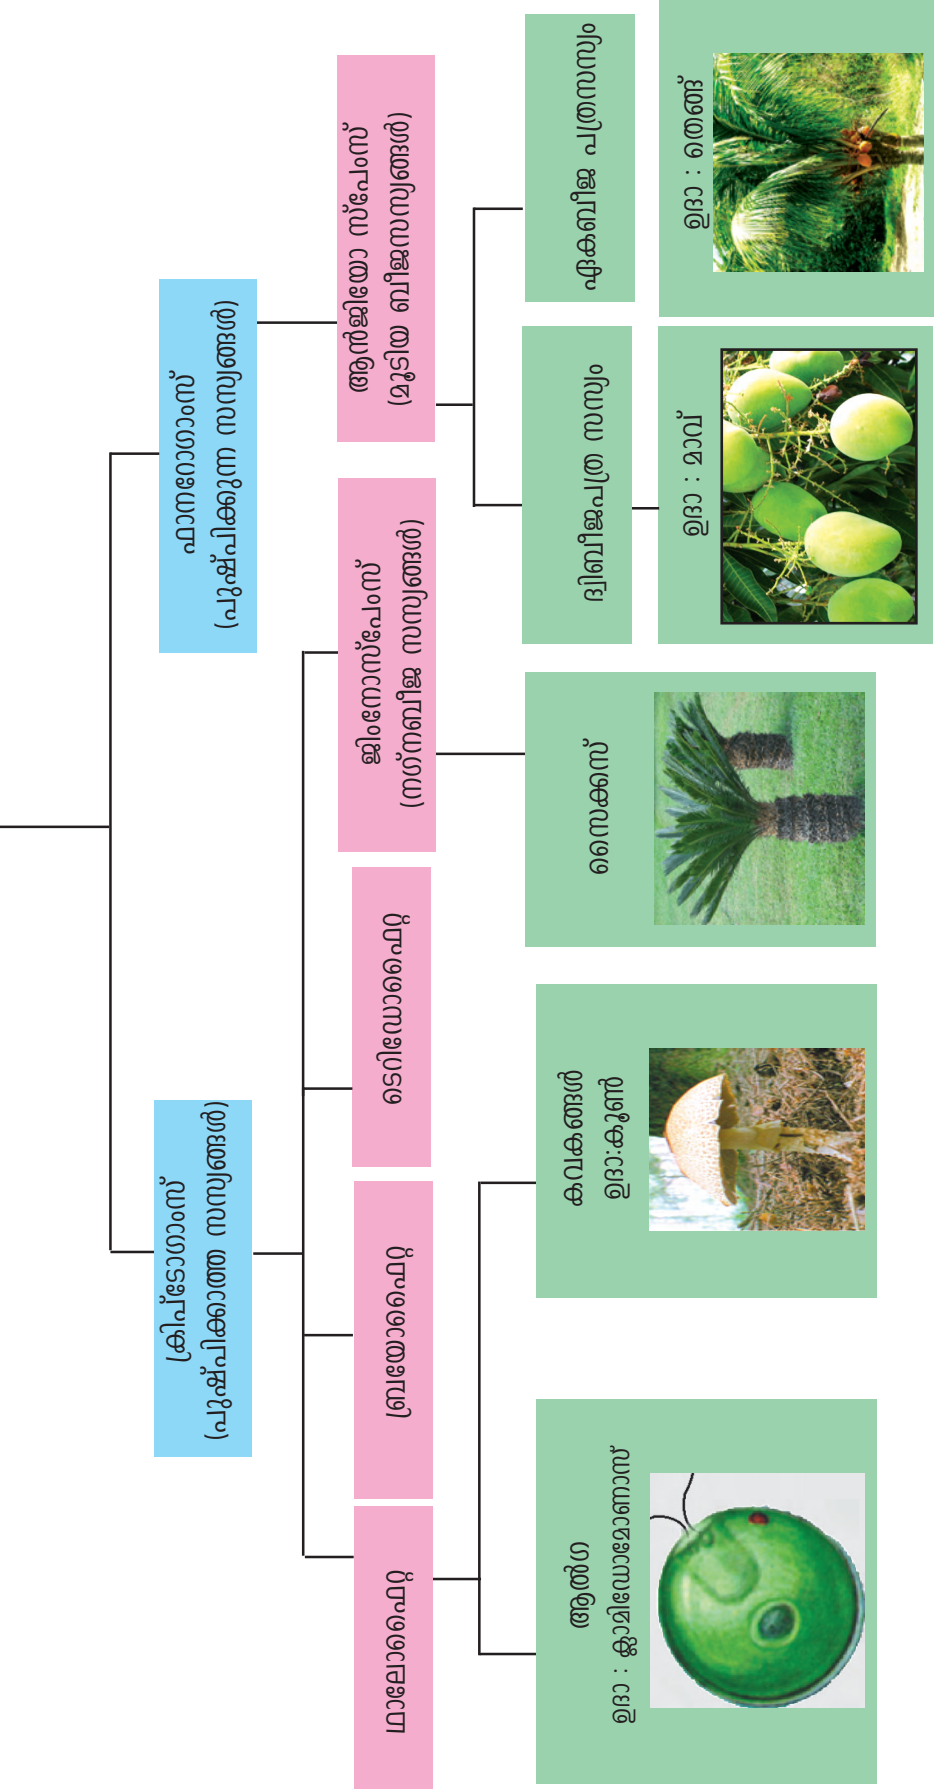 ക്രിപ്ടോഗാംസ്
(പുഷ്പിക്കാത്ത സസ്യങ്ങൾ)
ഫാനറോഗാംസ്
(പുഷ്പിക്കുന്ന സസ്യങ്ങൾ)
ഥാലോഫൈറ്റ
ബ്രയോഫൈറ്റ
ടെറിഡോഫൈറ്റ
ജിംനോസ്പേംസ്
(നഗ്നബീജ സസ്യങ്ങൾ)
ആൻജിയോ സ്പേംസ്
(മൂടിയ ബീജസസ്യങ്ങൾ)
ആൽഗ
ഉദാ : ക്ലാമിഡോമോണാസ്
കവകങ്ങൾ
ഉദാ:കൂൺ
സൈക്കസ്
ദ്വിബീജപത്ര സസ്യം
ഏകബീജ പത്രസസ്യം
ഉദാ : മാവ്
ഉദാ : തെങ്ങ്